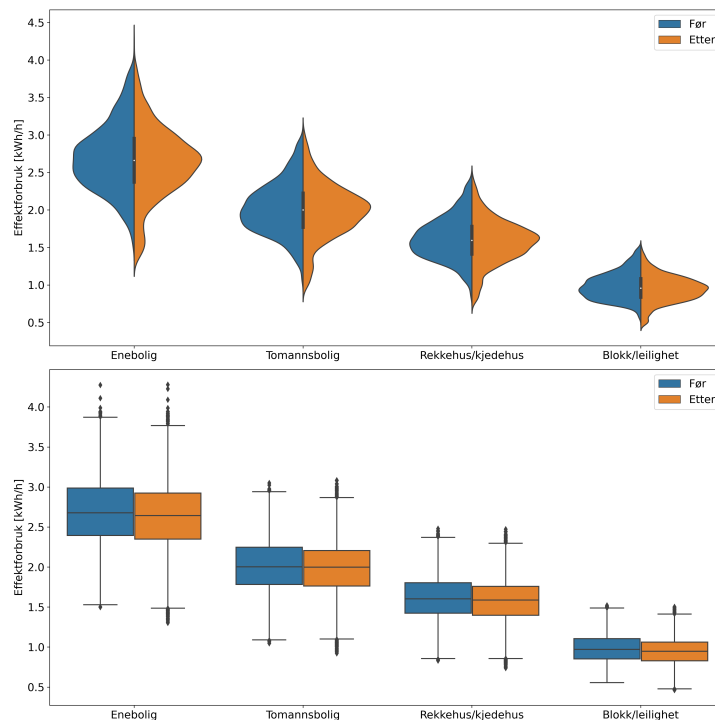 4.5
4.0
3.5
3.0
2.5
2.0
1.5
1.0
0.5
Effektforbruk [kWh/h]
Før
Etter
Enebolig
Tomannsbolig
Rekkehus/kjedehus
Blokk/leilighet
4.0
3.5
3.0
2.5
2.0
1.5
1.0
0.5
Effektforbruk [kWh/h]
Før
Etter
Enebolig
Tomannsbolig
Rekkehus/kjedehus
Blokk/leilighet